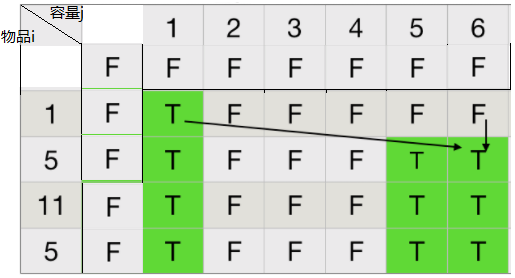 容量j
物品i
1 2 3 4 5 6
F F F F F F F
1 F T F F F F F
5 F T F F F T T
11 F T F F F T T
5 F T F F F T T